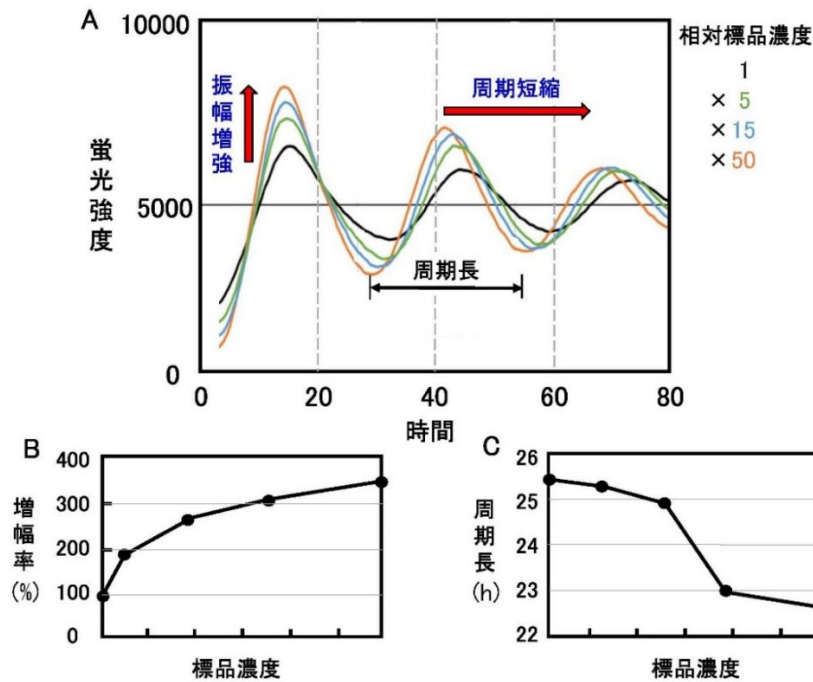 A
10000
5000
0
蛍光強度
振幅増強
周期短縮
周期長
0 20 40 60 80
時間
相対標品濃度
1
× 5
× 15
× 50
B
400
300
200
100
0
増幅率
(%)
標品濃度
C
26
25
24
23
22
周期長
(h)
標品濃度